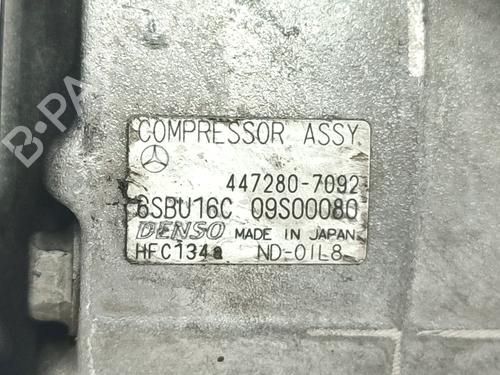 COMPRESSOR ASSY
447280-7092
6SBU16C 09S00080
DENSO MADE IN JAPAN
HFC134a ND-OIL8
B-PA